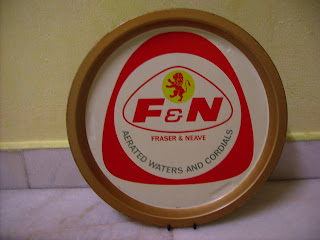 F&N
FRASER & NEAVE
AERATED WATERS AND CORDIALS